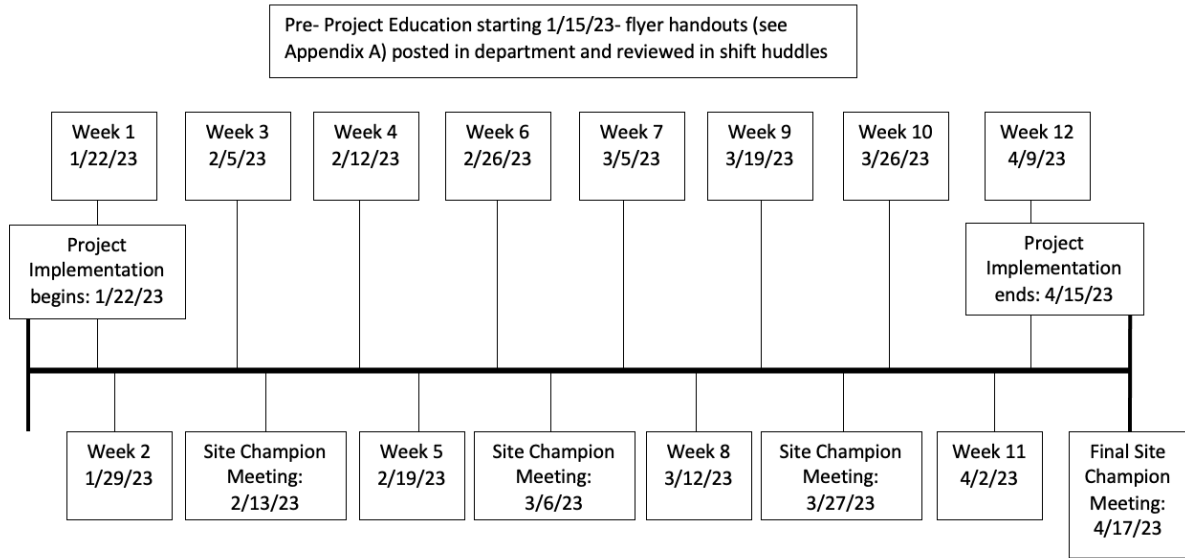 Pre- Project Education starting 1/15/23- flyer handouts (see
Appendix A) posted in department and reviewed in shift huddles
Week 1
1/22/23
Week 3
2/5/23
Week 4
2/12/23
Week 6
2/26/23
Week 7
3/5/23
Week 9
3/19/23
Week 10
3/26/23
Week 12
4/9/23
Project
Implementation
begins: 1/22/23
Project
Implementation
ends: 4/15/23
Week 2
1/29/23
Site Champion
Meeting:
2/13/23
Week 5
2/19/23
Site Champion
Meeting:
3/6/23
Week 8
3/12/23
Site Champion
Meeting:
3/27/23
Week 11
4/2/23
Final Site
Champion
Meeting:
4/17/23